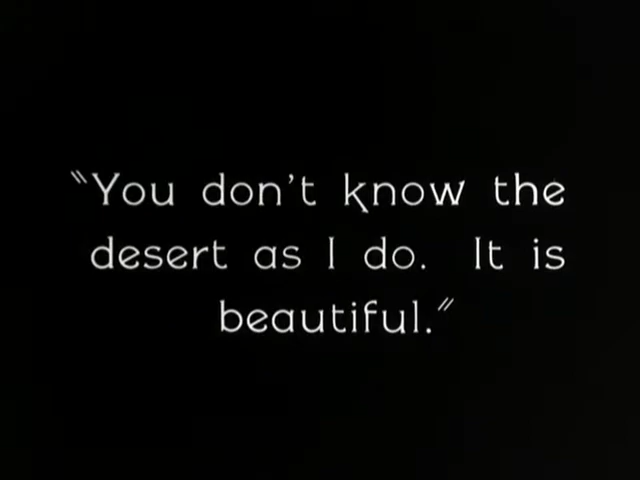 "You don't know the
desert as I do. It is
beautiful."